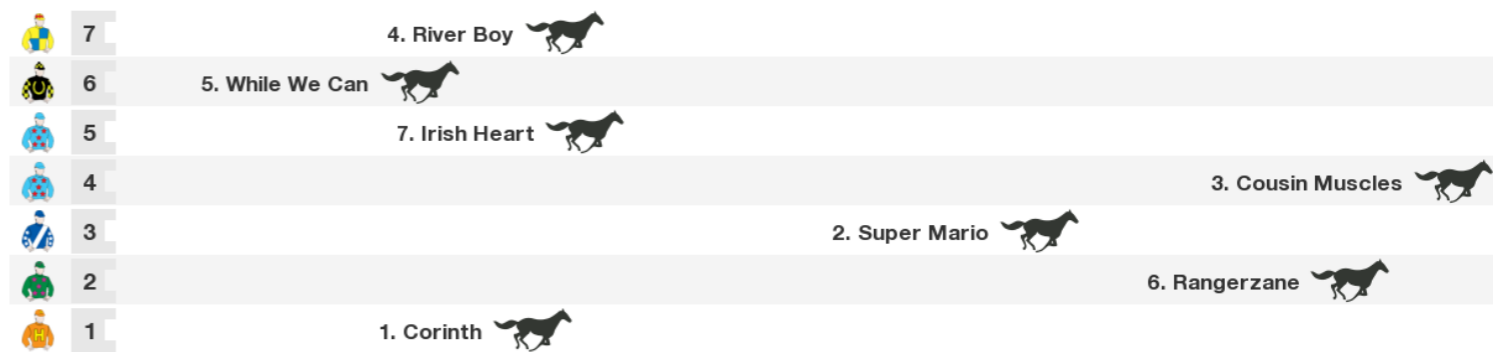 7 4. River Boy
6 5. While We Can
5 7. Irish Heart
4 3. Cousin Muscles
3 2. Super Mario
2 6. Rangerzane
H 1 1. Corinth